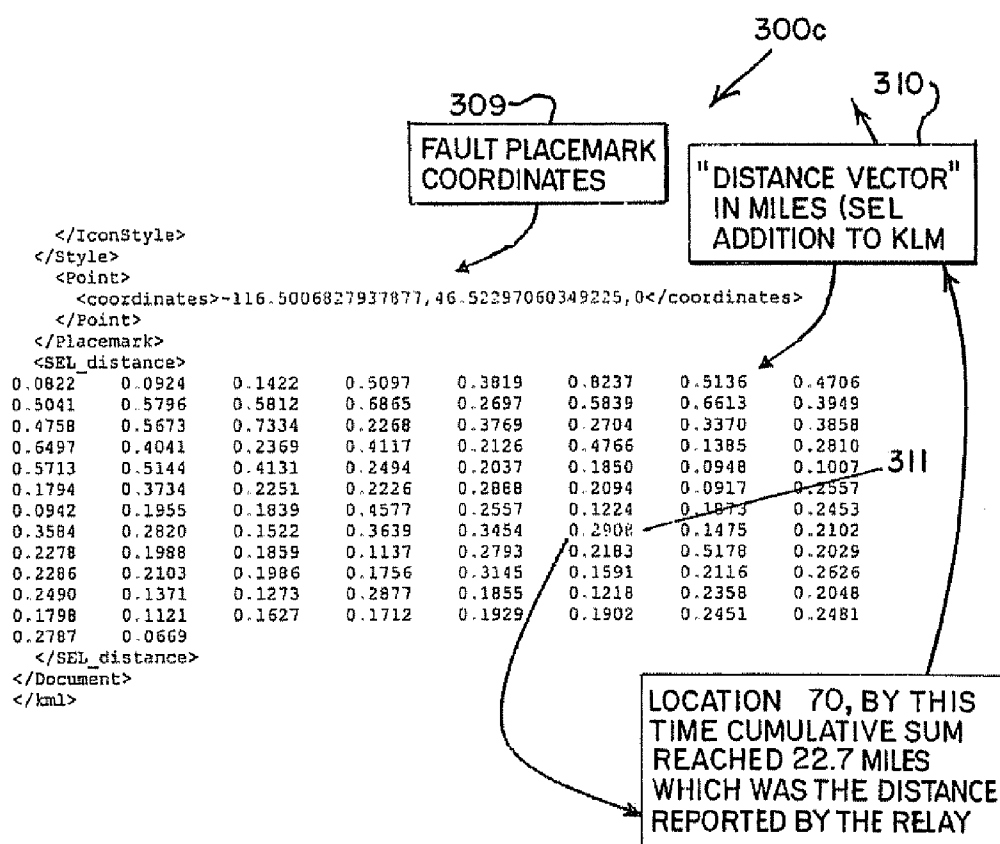 300c
309
310
FAULT PLACEMARK
COORDINATES
"DISTANCE VECTOR"
IN MILES (SEL
ADDITION TO KLM
</IconStyle>
</Style>
<Point>
<coordinates>-116.5006827937877,46.52297060349225,0</coordinates>
</Point>
</Placemark>
<SEL_distance>
0.0822 0.0924 0.1422 0.5097 0.3819 0.8237 0.5136 0.4706
0.5041 0.5796 0.5812 0.6865 0.2697 0.5839 0.6613 0.3949
0.4758 0.5673 0.7334 0.2268 0.3769 0.2704 0.3370 0.3858
0.6497 0.4041 0.2369 0.4117 0.2126 0.4766 0.1385 0.2810
0.5713 0.5144 0.4131 0.2494 0.2037 0.1850 0.0948 0.1007
311
0.1794 0.3734 0.2251 0.2226 0.2868 0.2094 0.0917 0.2557
0.0942 0.1955 0.1839 0.4577 0.2557 0.1224 0.1873 0.2453
0.3584 0.2820 0.1522 0.3639 0.3454 0.2908 0.1475 0.2102
0.2278 0.1988 0.1859 0.1137 0.2793 0.2183 0.5178 0.2029
0.2286 0.2103 0.1986 0.1756 0.3145 0.1591 0.2116 0.2626
0.2490 0.1371 0.1273 0.2877 0.1855 0.1218 0.2358 0.2048
0.1798 0.1121 0.1627 0.1712 0.1929 0.1902 0.2451 0.2481
0.2787 0.0669
</SEL_distance>
</Document>
</kml>
LOCATION 70, BY THIS
TIME CUMULATIVE SUM
REACHED 22.7 MILES
WHICH WAS THE DISTANCE
REPORTED BY THE RELAY